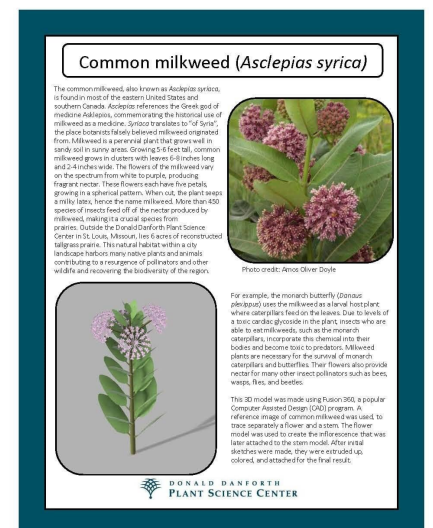 Common milkweed (Asclepias syrica)
The common milkweed, also known as Asclepias syriaca,
is found in most of the eastern United States and
southern Canada. Asclepias references the Greek god of
medicine Asklepios, commemorating the historical use of
milkweed as a medicine. Syriaca translates to "of Syria",
the place botanists falsely believed milkweed originated
from. Milkweed is a perennial plant that grows well in
sandy soil in sunny areas. Growing 5-6 feet tall, common
milkweed grows in clusters with leaves 6-8 inches long
and 2-4 inches wide. The flowers of the milkweed vary
on the spectrum from white to purple, producing
fragrant nectar. These flowers each have five petals,
growing in a spherical pattern. When cut, the plant seeps
a milky latex, hence the name milkweed. More than 450
species of insects feed off of the nectar produced by
milkweed, making it a crucial species from
prairies. Outside the Donald Danforth Plant Science
Center in St. Louis, Missouri, lies 6 acres of reconstructed
tallgrass prairie. This natural habitat within a city
landscape harbors many native plants and animals
contributing to a resurgence of pollinators and other
wildlife and recovering the biodiversity of the region.
Photo credit: Amos Oliver Doyle
For example, the monarch butterfly (Danaus
plexippus) uses the milkweed as a larval host plant
where caterpillars feed on the leaves. Due to levels of
a toxic cardiac glycoside in the plant, insects who are
able to eat milkweeds, such as the monarch
caterpillars, incorporate this chemical into their
bodies and become toxic to predators. Milkweed
plants are necessary for the survival of monarch
caterpillars and butterflies. Their flowers also provide
nectar for many other insect pollinators such as bees,
wasps, flies, and beetles.
This 3D model was made using Fusion 360, a popular
Computer Assisted Design (CAD) program. A
reference image of common milkweed was used, to
trace separately a flower and a stem. The flower
model was used to create the inflorescence that was
later attached to the stem model. After initial
sketches were made, they were extruded up,
colored, and attached for the final result.
DONALD DANFORTH
PLANT SCIENCE CENTER